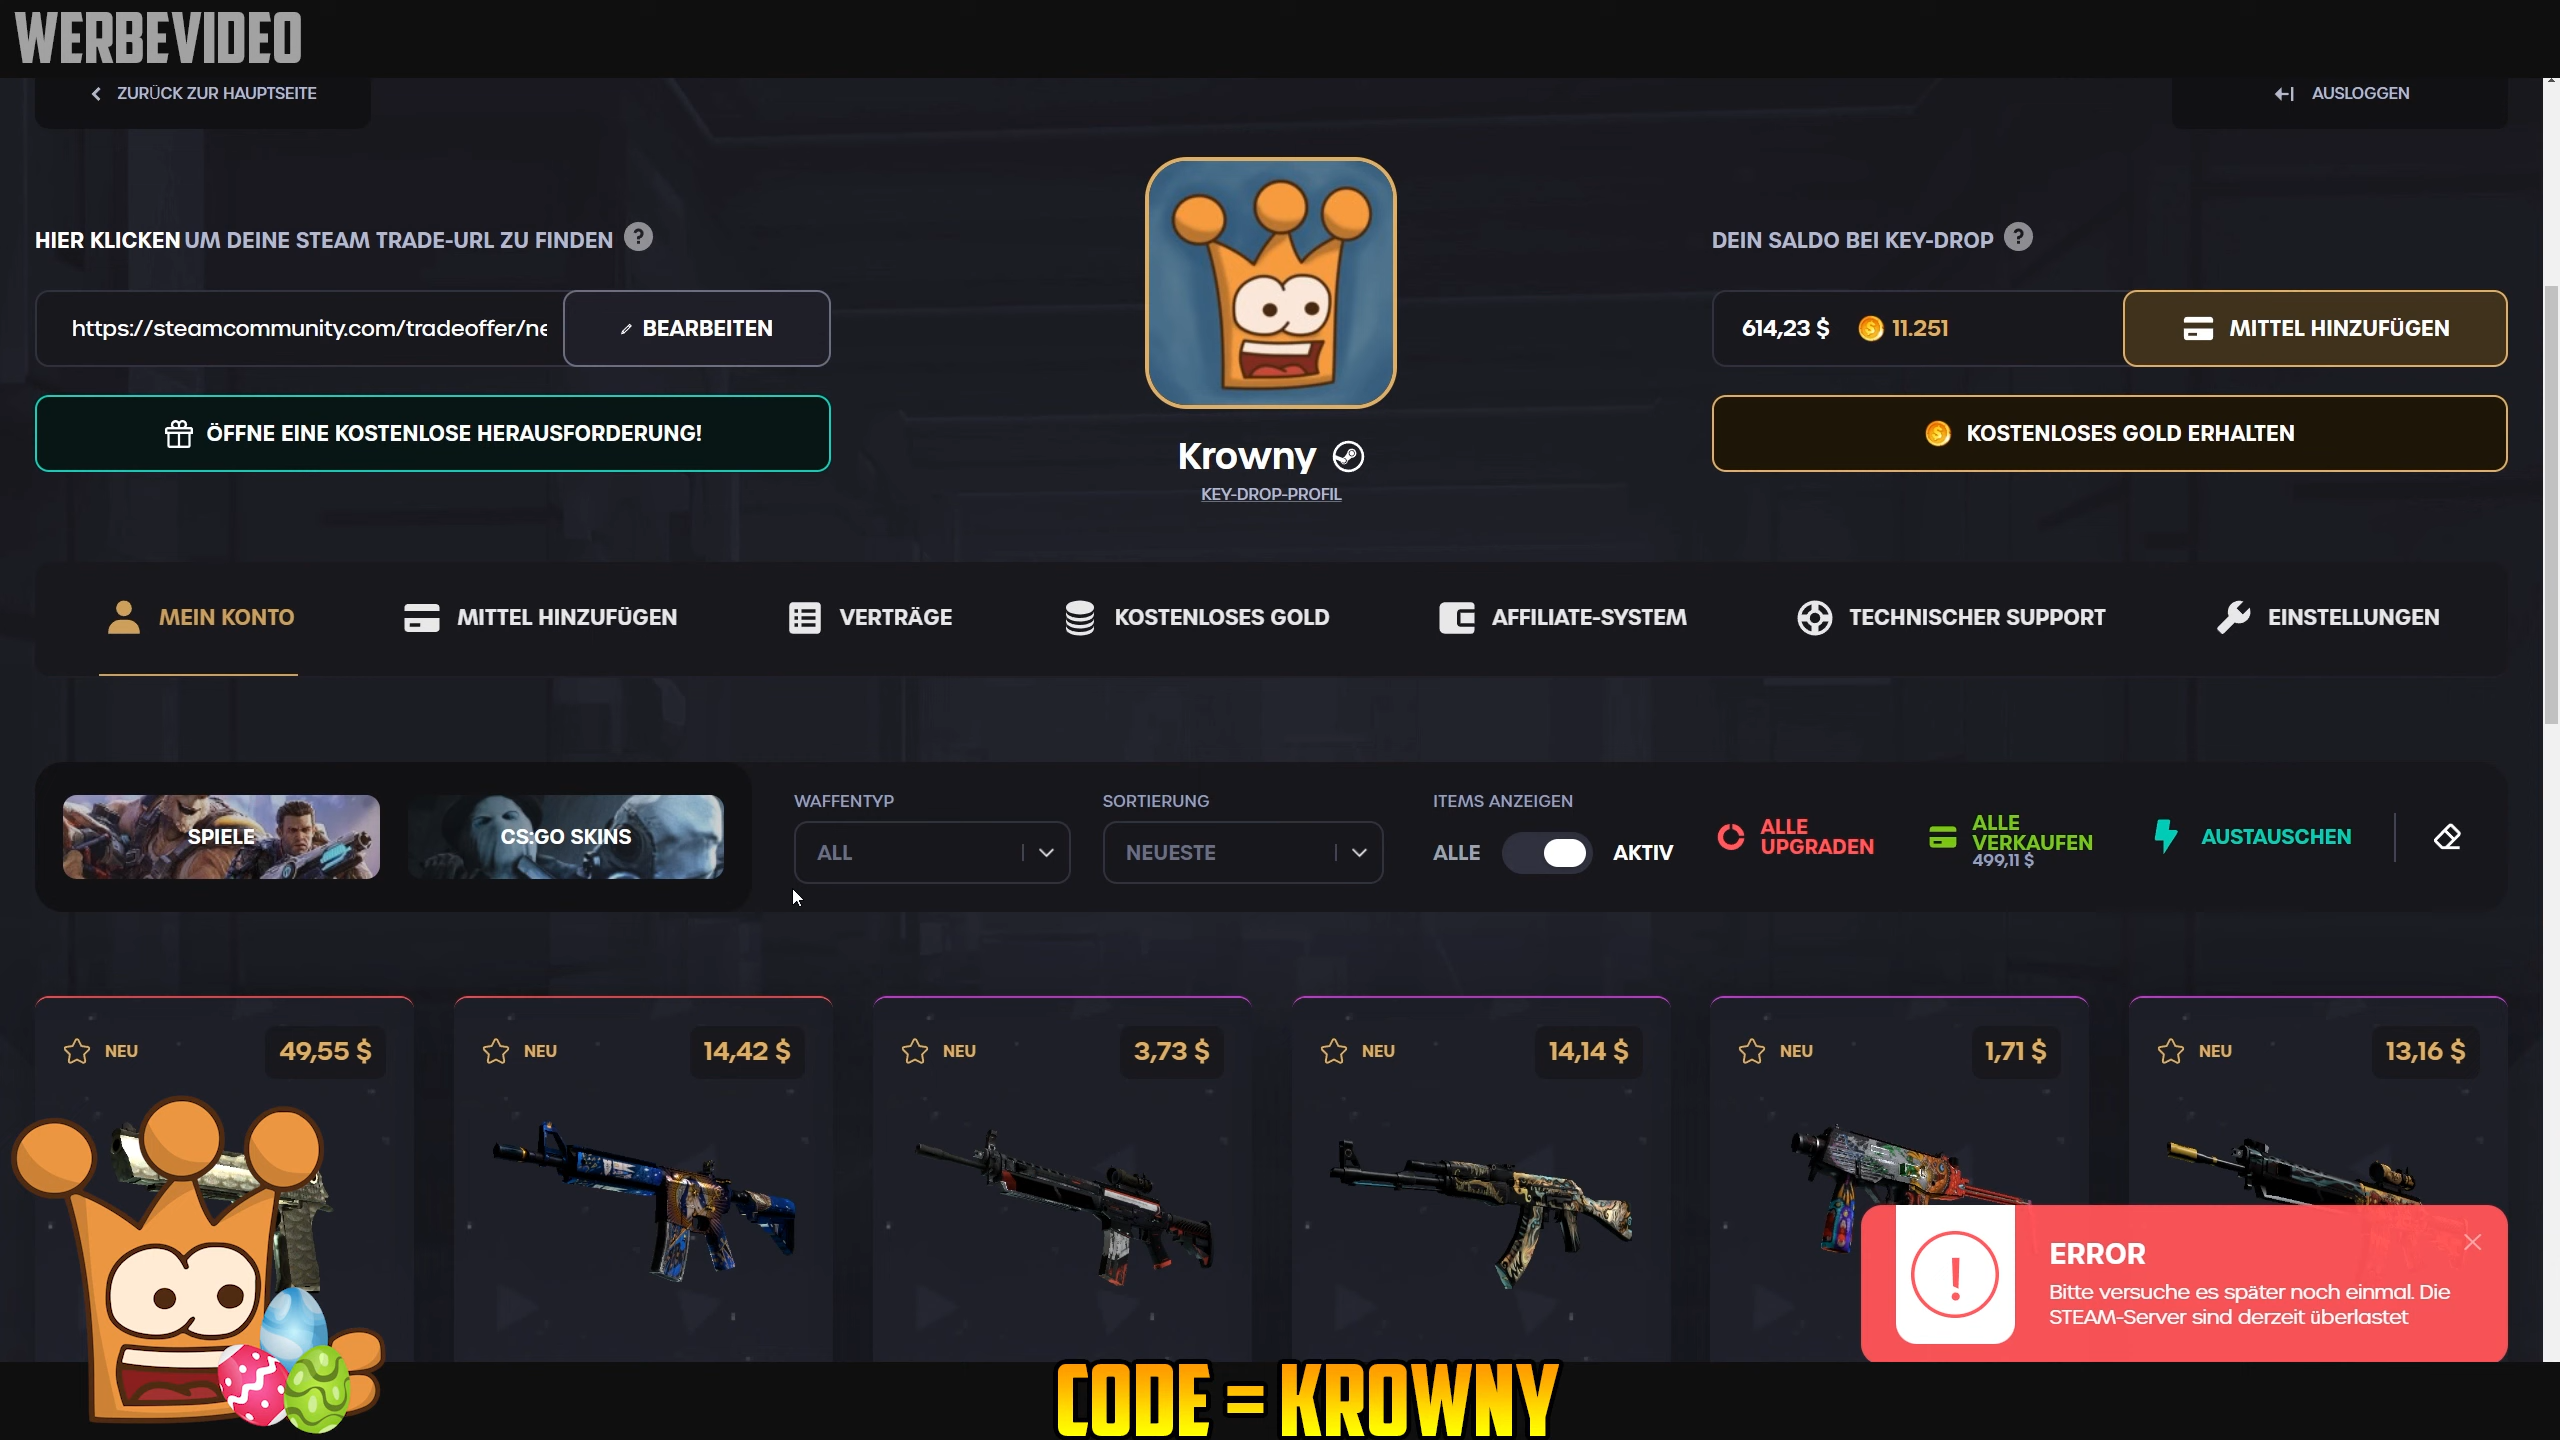 WERBEVIDEO
ZURÜCK ZUR HAUPTSEITE
AUSLOGGEN
HIER KLICKEN UM DEINE STEAM TRADE-URL ZU FINDEN ?
DEIN SALDO BEI KEY-DROP ?
https://steamcommunity.com/tradeoffer/ne
BEARBEITEN
614,23 $ 11.251
MITTEL HINZUFÜGEN
ÖFFNE EINE KOSTENLOSE HERAUSFORDERUNG!
KOSTENLOSES GOLD ERHALTEN
Krowny
KEY-DROP-PROFIL
MEIN KONTO
MITTEL HINZUFÜGEN
VERTRÄGE
KOSTENLOSES GOLD
AFFILIATE-SYSTEM
TECHNISCHER SUPPORT
EINSTELLUNGEN
SPIELE
CS:GO SKINS
WAFFENTYP
ALL
SORTIERUNG
NEUESTE
ITEMS ANZEIGEN
ALLE
AKTIV
ALLE
UPGRADEN
ALLE
VERKAUFEN
499,11 $
AUSTAUSCHEN
NEU 49,55 $
NEU 14,42 $
NEU 3,73 $
NEU 14,14 $
NEU 1,71 $
NEU 13,16 $
ERROR
Bitte versuche es später noch einmal. Die
STEAM-Server sind derzeit überlastet
CODE = KROWNY